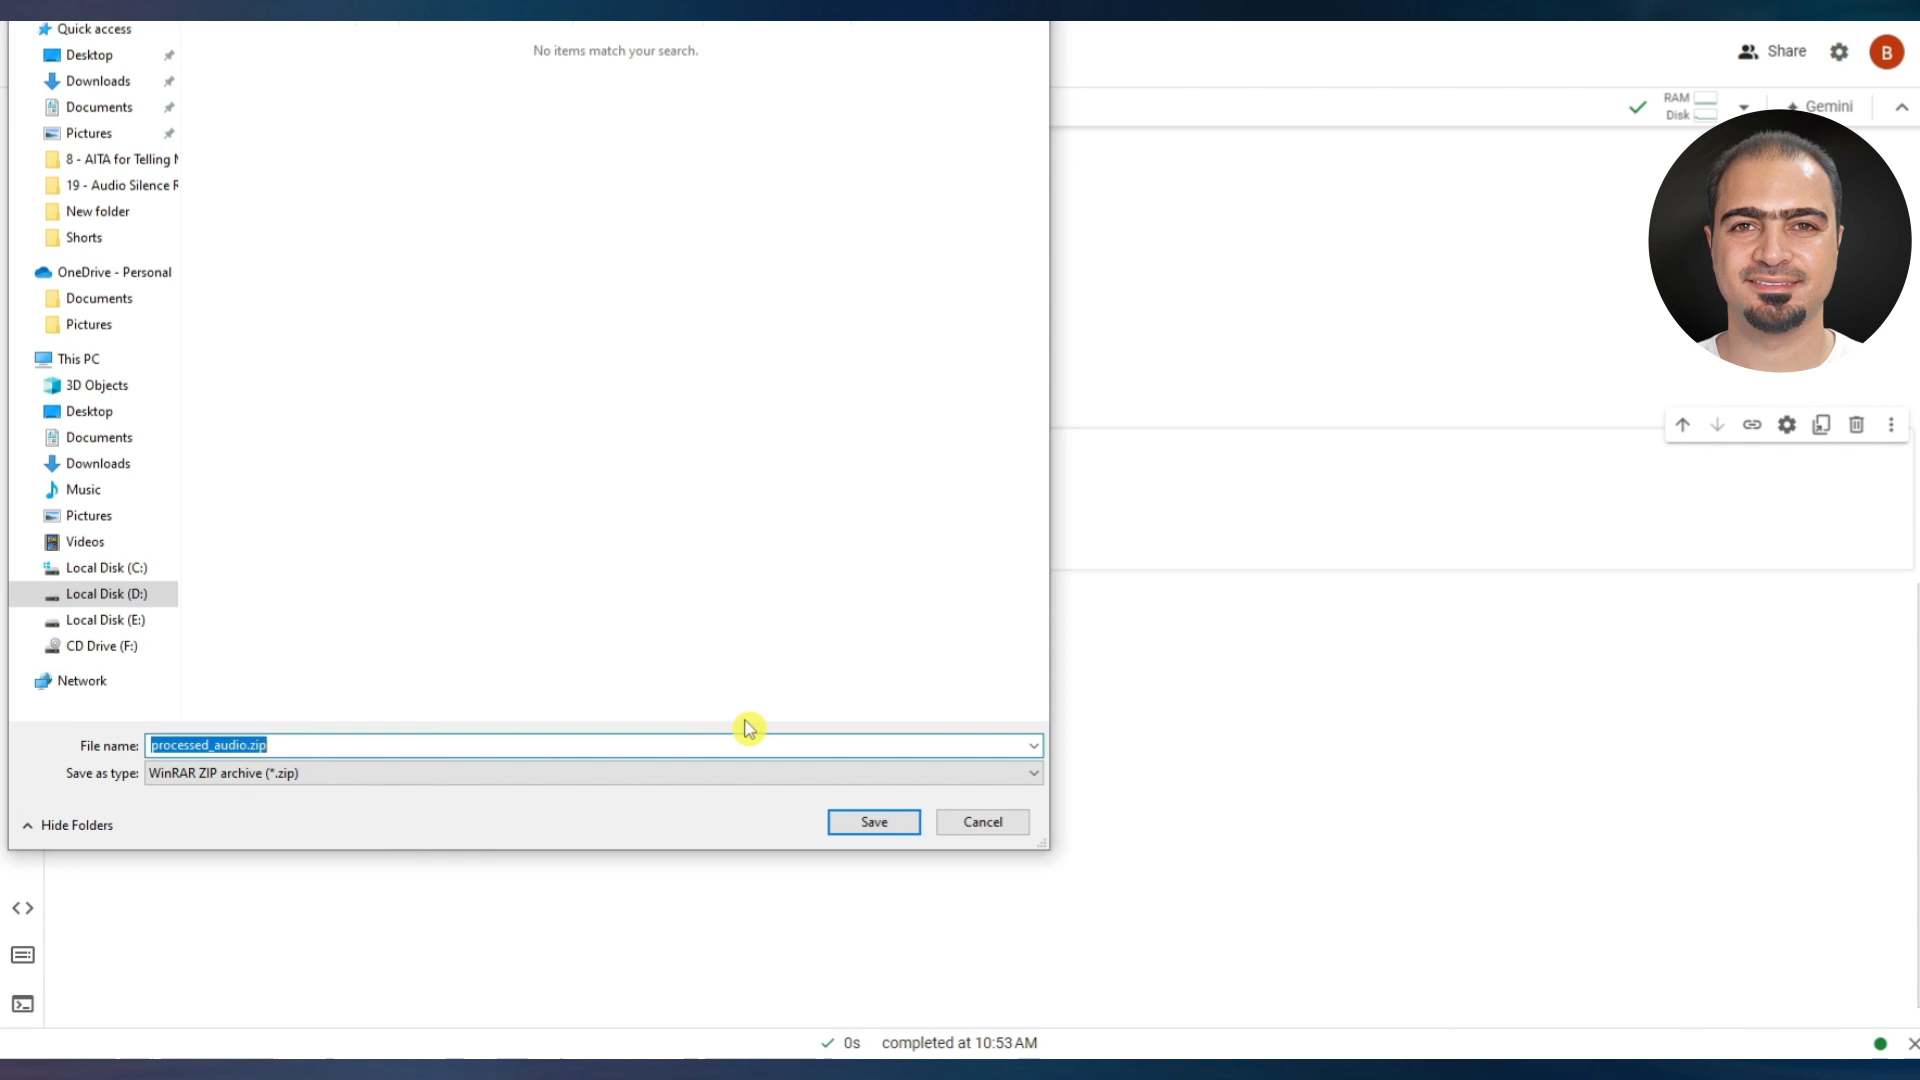 Quick access
No items match your search.
Desktop
Downloads
Documents
Pictures
8 - AITA for Telling
19 - Audio Silence
New folder
Shorts
OneDrive - Personal
Documents
Pictures
This PC
3D Objects
Desktop
Documents
Downloads
Music
Pictures
Videos
Local Disk (C:)
Local Disk (D:)
Local Disk (E:)
CD Drive (F:)
Network
File name: processed_audio.zip
Save as type: WinRAR ZIP archive (*.zip)
Hide Folders
Save
Cancel
Share
B
RAM
Disk
Gemini
0s completed at 10:53 AM